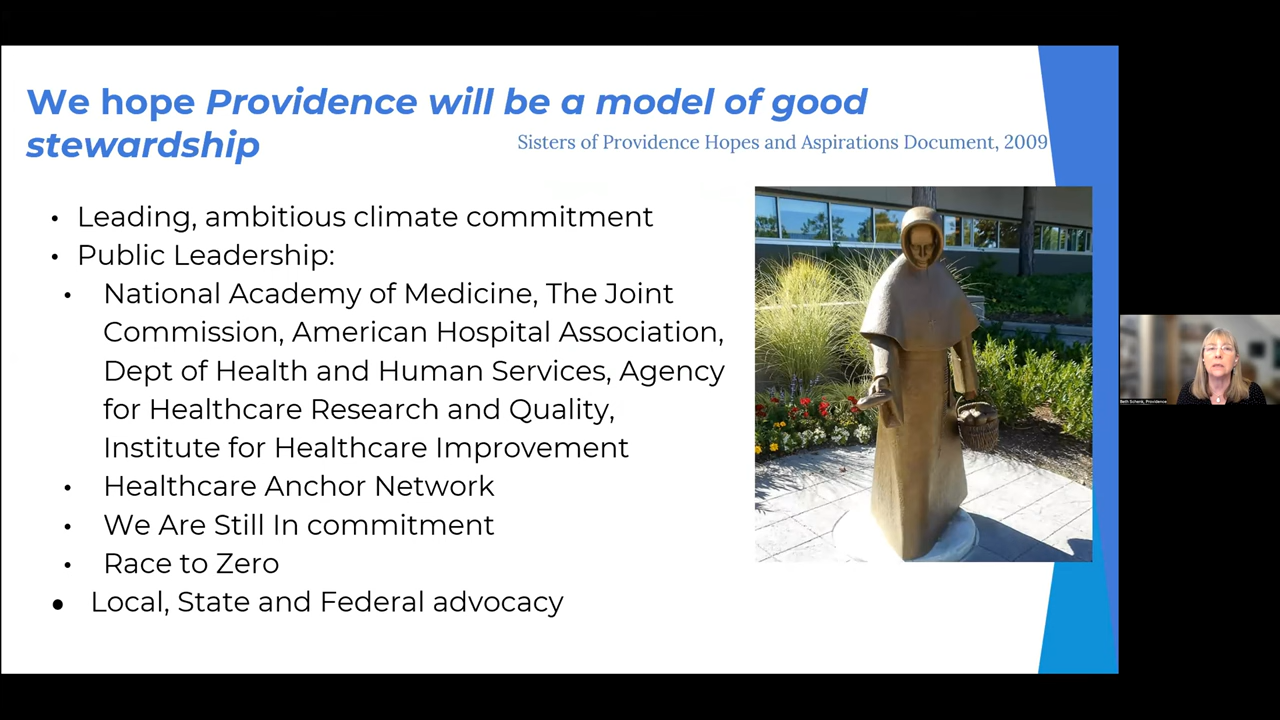 We hope Providence will be a model of good
stewardship
Sisters of Providence Hopes and Aspirations Document, 2009
• Leading, ambitious climate commitment
• Public Leadership:
• National Academy of Medicine, The Joint
Commission, American Hospital Association,
Dept of Health and Human Services, Agency
for Healthcare Research and Quality,
Institute for Healthcare Improvement
• Healthcare Anchor Network
• We Are Still In commitment
• Race to Zero
• Local, State and Federal advocacy
Beth Schenk, Providence